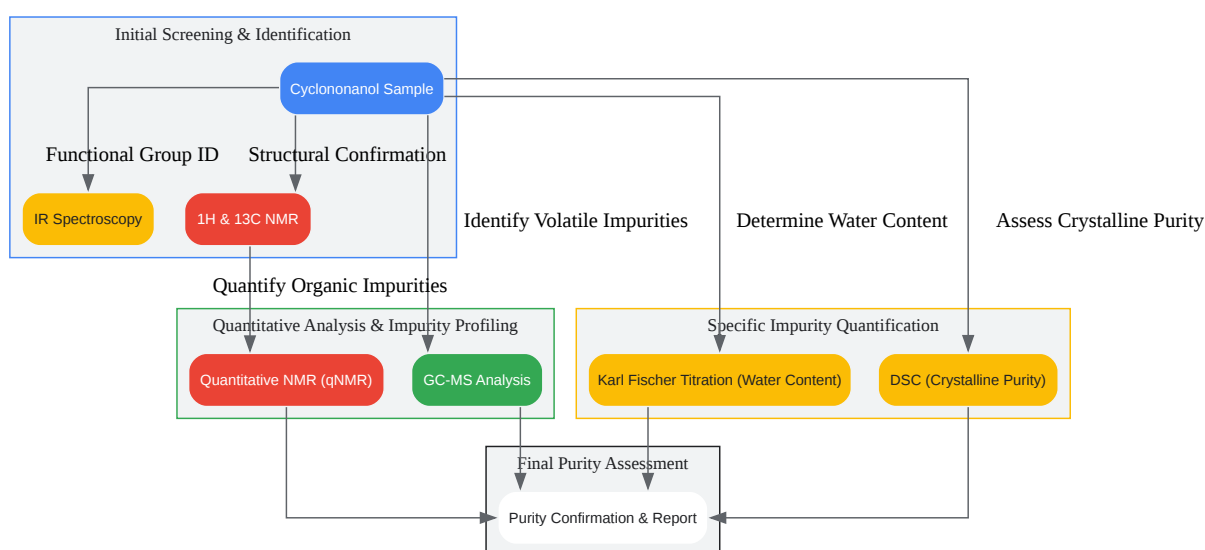 Initial Screening & Identification
Cyclononanol Sample
Functional Group ID
Structural Confirmation
IR Spectroscopy
1H & 13C NMR
Identify Volatile Impurities
Determine Water Content
Assess Crystalline Purity
Quantify Organic Impurities
Quantitative Analysis & Impurity Profiling
Specific Impurity Quantification
Quantitative NMR (qNMR)
GC-MS Analysis
Karl Fischer Titration (Water Content)
DSC (Crystalline Purity)
Final Purity Assessment
Purity Confirmation & Report